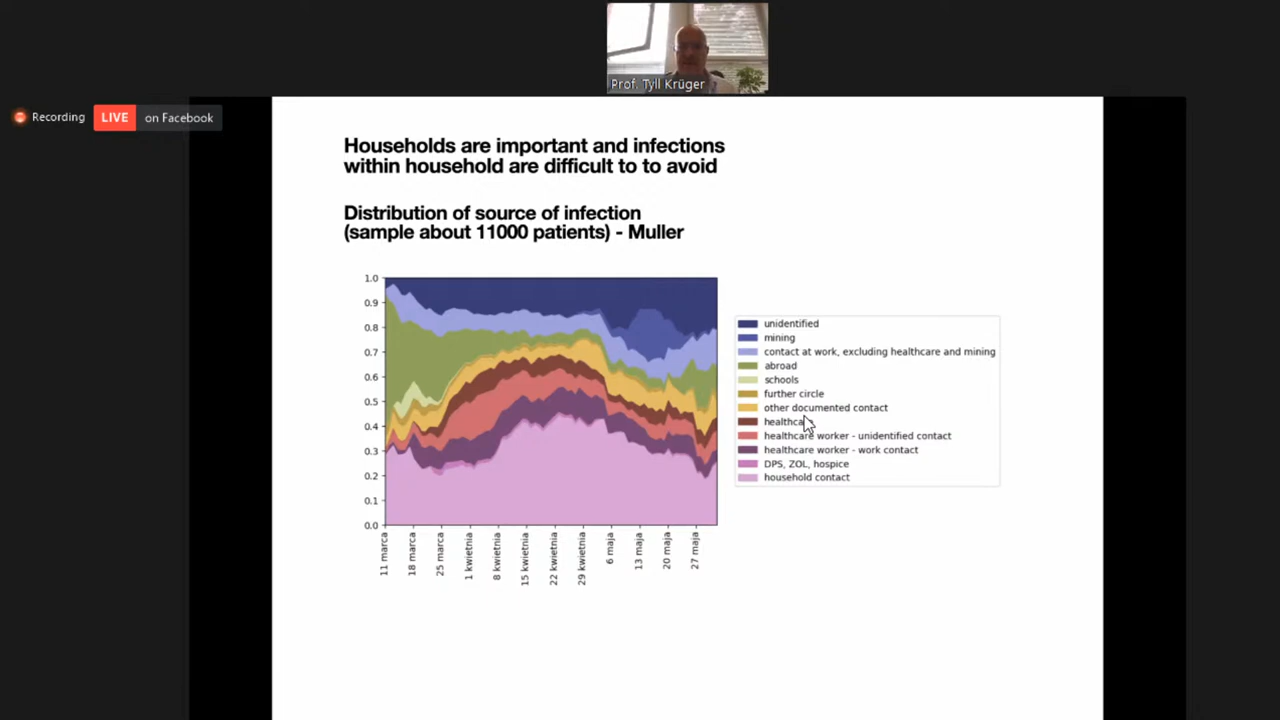 Prof. Tyll Krüger
Recording
LIVE on Facebook
Households are important and infections
within household are difficult to to avoid
Distribution of source of infection
(sample about 11000 patients) - Muller
1.0
0.9
0.8
0.7
0.6
0.5
0.4
0.3
0.2
0.1
0.0
11 marca
18 marca
25 marca
1 kwietnia
8 kwietnia
15 kwietnia
22 kwietnia
29 kwietnia
6 maja
13 maja
20 maja
27 maja
unidentified
mining
contact at work, excluding healthcare and mining
abroad
schools
further circle
other documented contact
healthcare
healthcare worker - unidentified contact
healthcare worker - work contact
DPS, ZOL, hospice
household contact